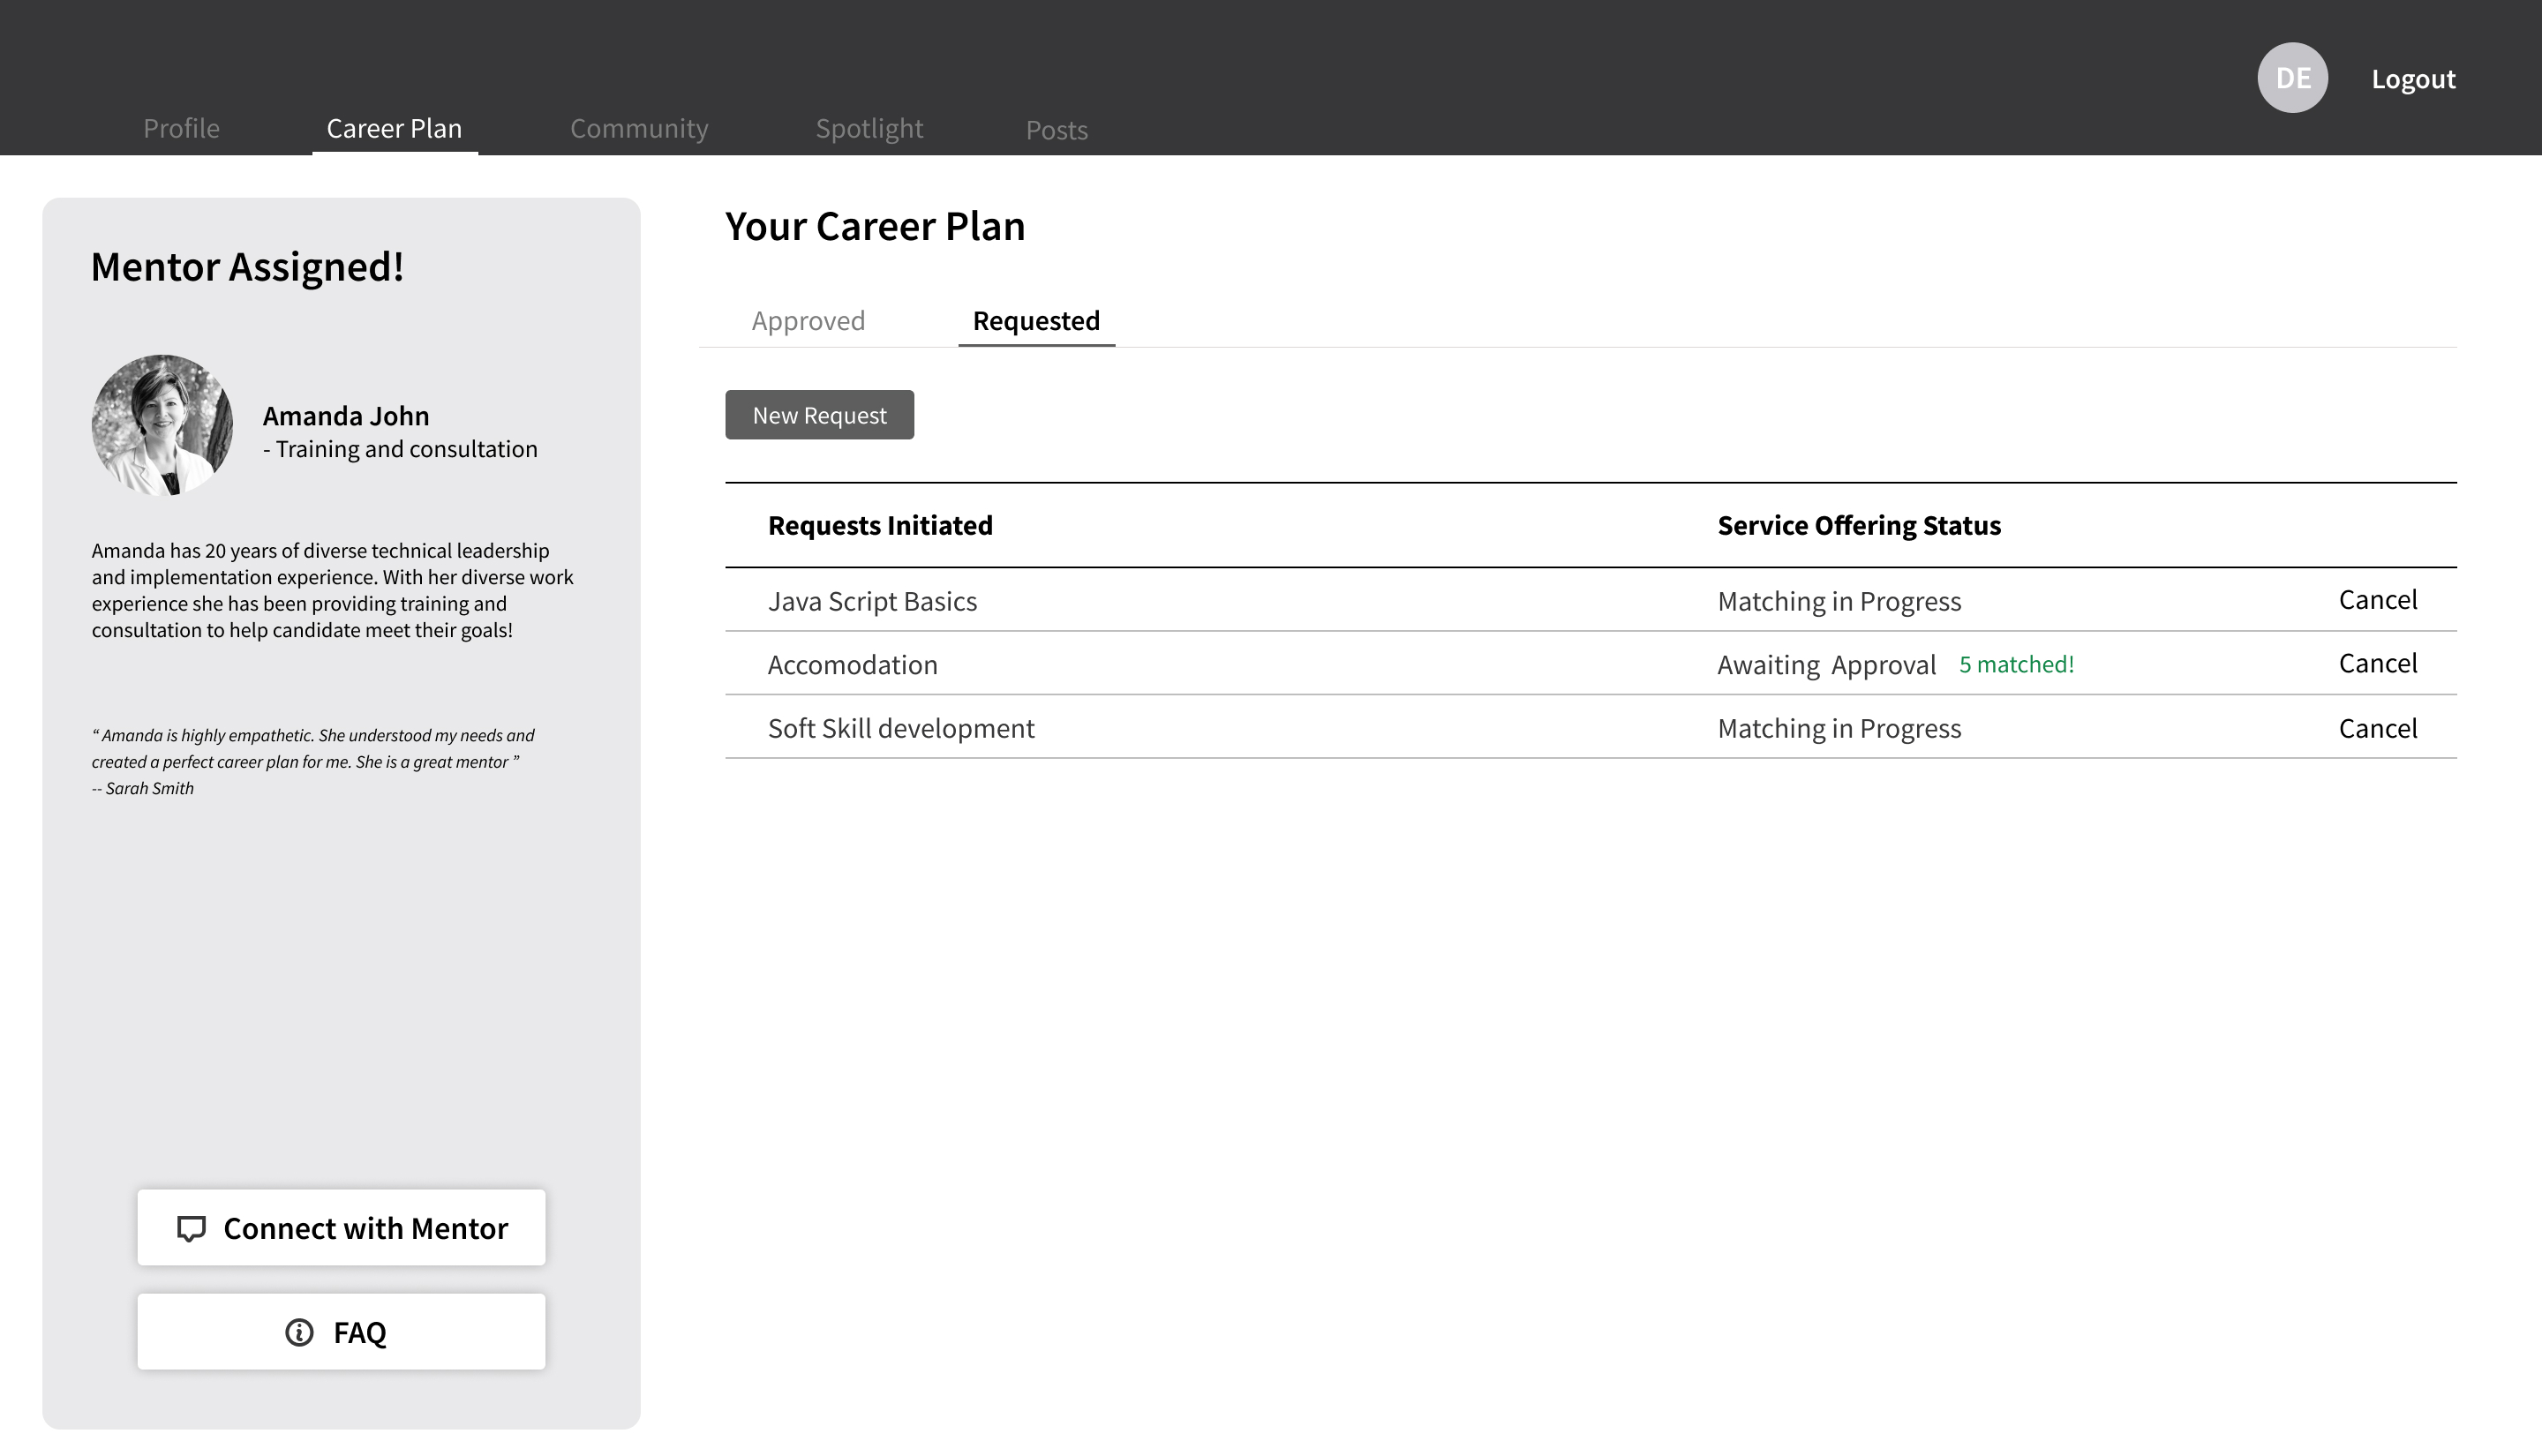 DE
Logout
Profile
Career Plan
Community
Spotlight
Posts
Mentor Assigned!
Amanda John
- Training and consultation
Amanda has 20 years of diverse technical leadership
and implementation experience. With her diverse work
experience she has been providing training and
consultation to help candidate meet their goals!
“ Amanda is highly empathetic. She understood my needs and
created a perfect career plan for me. She is a great mentor ”
-- Sarah Smith
Connect with Mentor
FAQ
Your Career Plan
Approved
Requested
New Request
Requests Initiated
Service Offering Status
Java Script Basics
Matching in Progress
Cancel
Accomodation
Awaiting Approval
5 matched!
Cancel
Soft Skill development
Matching in Progress
Cancel